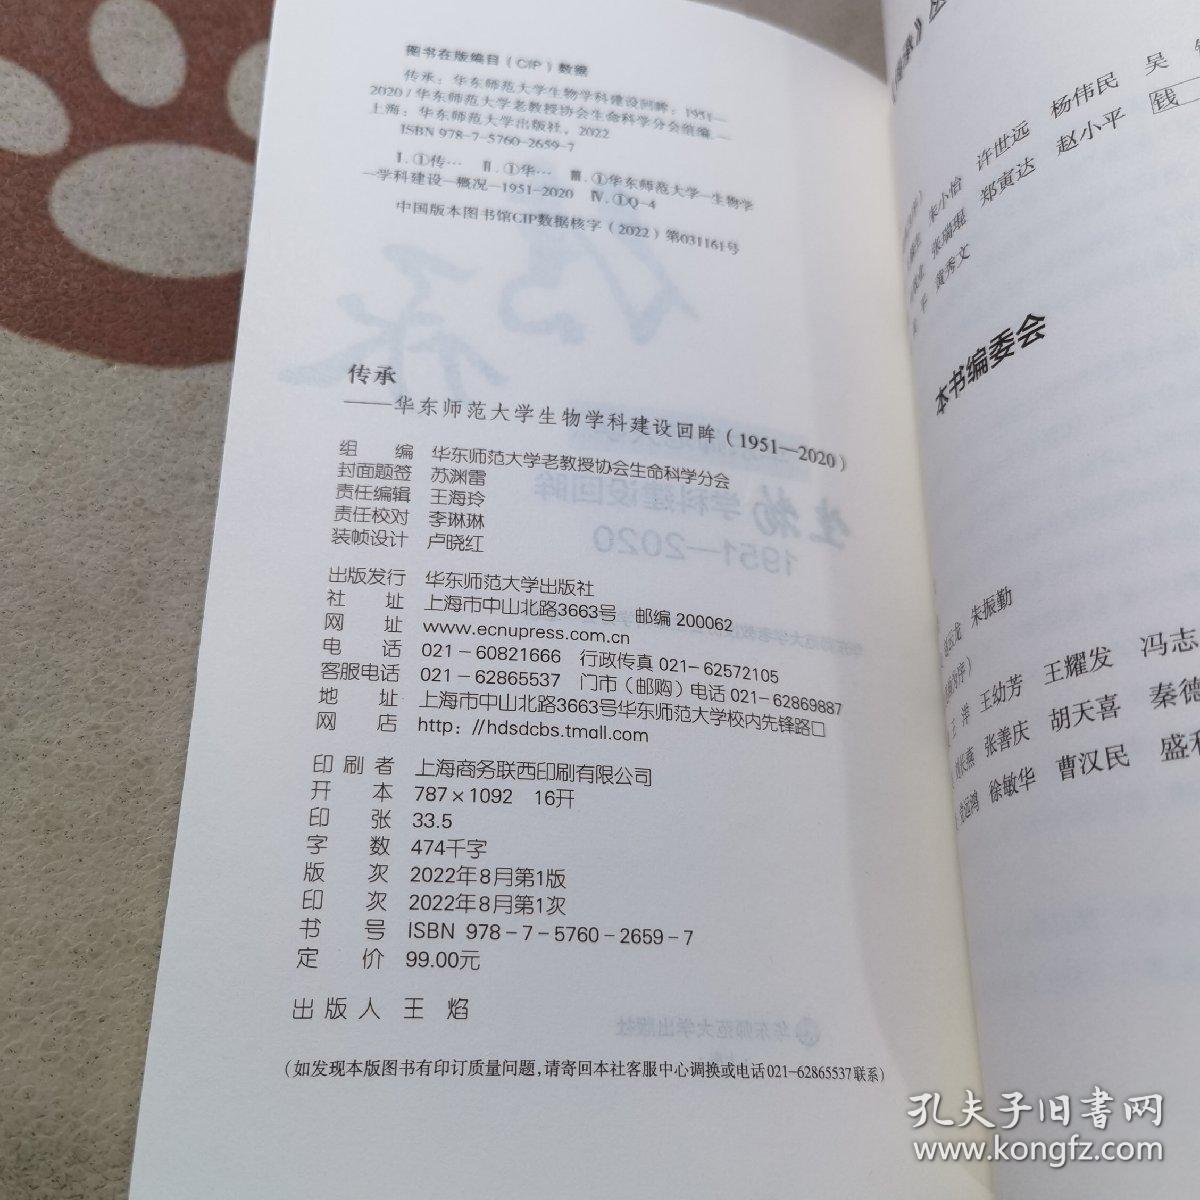 图书在版编目（CIP）数据
传承：华东师范大学生物学科建设回眸：1951—
2020 / 华东师范大学老教授协会生命科学分会组编. —
上海：华东师范大学出版社，2022
ISBN 978-7-5760-2659-7
Ⅰ.①传… Ⅱ.①华… Ⅲ.①华东师范大学—生物学
—学科建设—概况—1951-2020 Ⅳ.①Q-4
中国版本图书馆CIP数据核字（2022）第031161号
传承
——华东师范大学生物学科建设回眸（1951—2020）
组 编 华东师范大学老教授协会生命科学分会
封面题签 苏渊雷
责任编辑 王海玲
责任校对 李琳琳
装帧设计 卢晓红
出版发行 华东师范大学出版社
社 址 上海市中山北路3663号 邮编 200062
网 址 www.ecnupress.com.cn
电 话 021－60821666 行政传真 021－62572105
客服电话 021－62865537 门市（邮购）电话 021－62869887
地 址 上海市中山北路3663号华东师范大学校内先锋路口
网 店 http：//hdsdcbs.tmall.com
印刷者 上海商务联西印刷有限公司
开 本 787×1092 16开
印 张 33.5
字 数 474千字
版 次 2022年8月第1版
印 次 2022年8月第1次
书 号 ISBN 978－7－5760－2659－7
定 价 99.00元
出版人 王 焰
（如发现本版图书有印订质量问题，请寄回本社客服中心调换或电话021-62865537联系）
朱小怡 许世远 杨伟民 吴
张瑞琨 郑寅达 赵小平 钱
黄秀文
本书编委会
朱振勤
萍 王幼芳 王耀发 冯志
张善庆 胡天喜 秦德
徐敏华 曹汉民 盛
孔夫子旧书网
www.kongfz.com